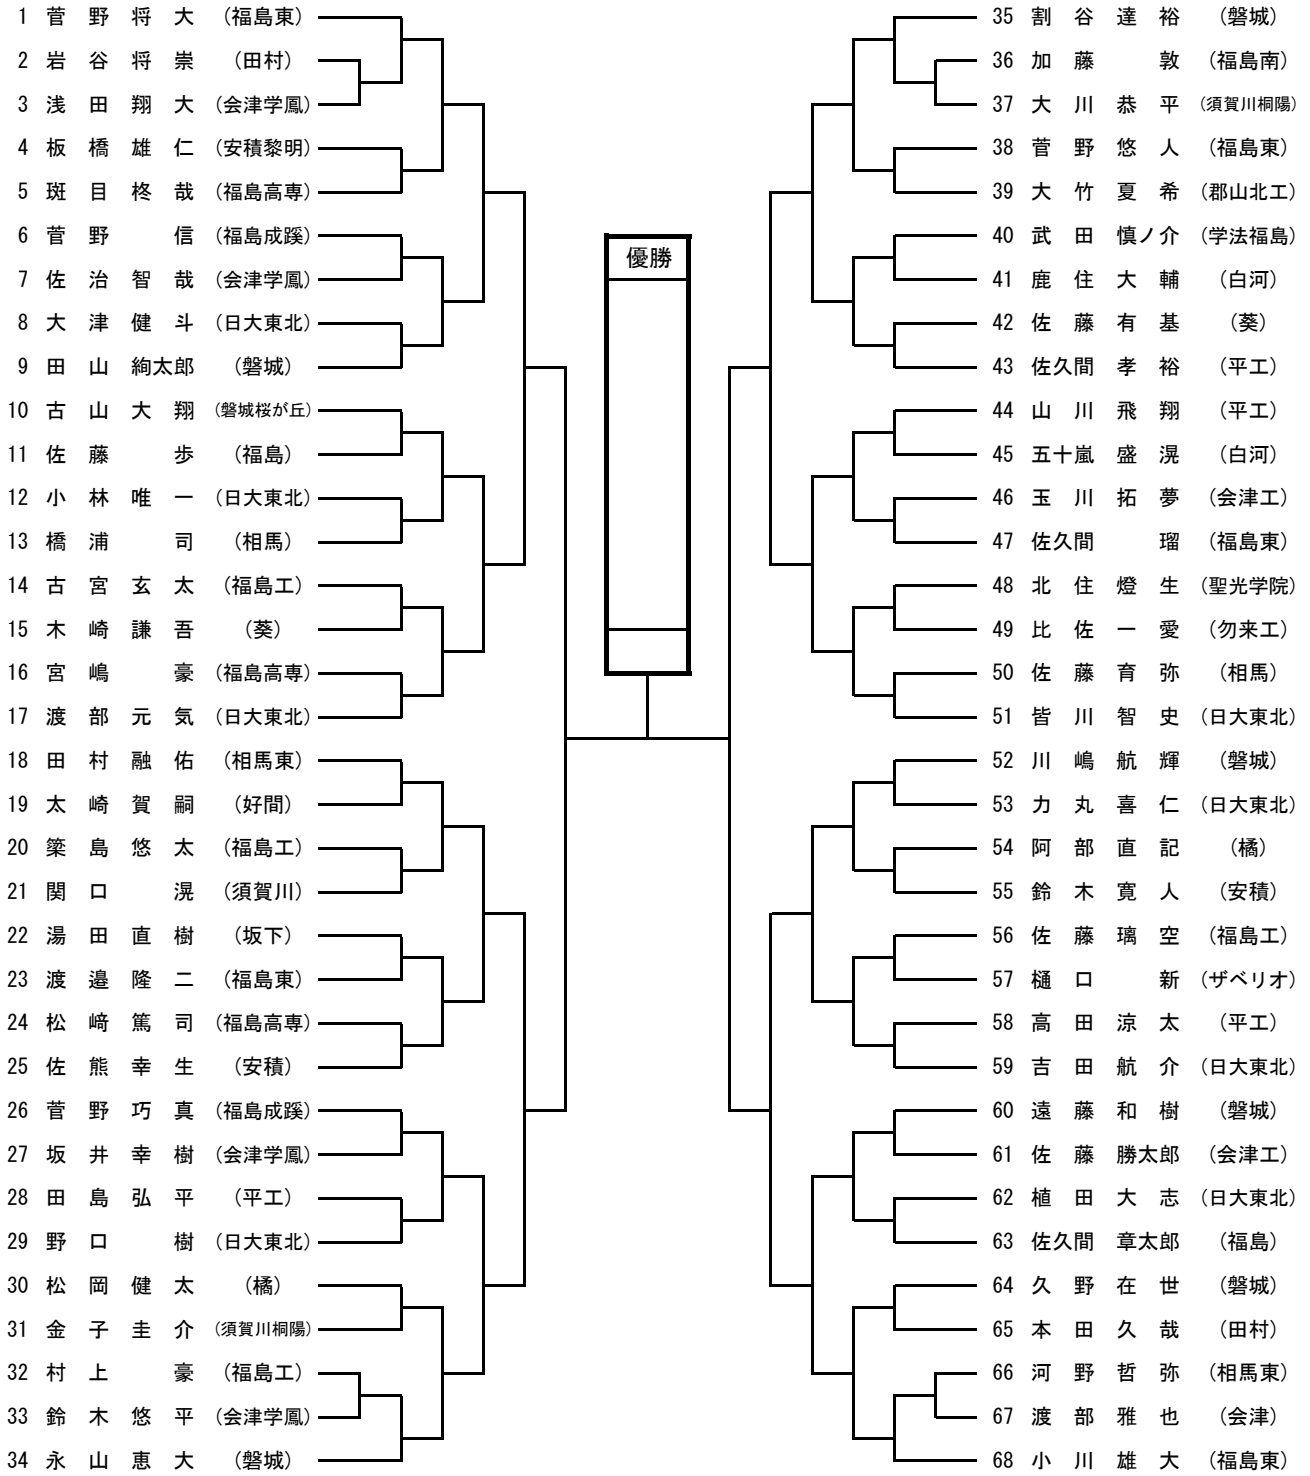 1 菅野将大 (福島東)
2 岩谷将崇 (田村)
3 浅田翔大 (会津学鳳)
4 板橋雄仁 (安積黎明)
5 斑目柊哉 (福島高専)
6 菅野信 (福島成蹊)
7 佐治智哉 (会津学鳳)
8 大津健斗 (日大東北)
9 田山絢太郎 (磐城)
10 古山大翔 (磐城桜が丘)
11 佐藤歩 (福島)
12 小林唯一 (日大東北)
13 橋浦司 (相馬)
14 古宮玄太 (福島工)
15 木崎謙吾 (葵)
16 宮嶋豪 (福島高専)
17 渡部元気 (日大東北)
18 田村融佑 (相馬東)
19 太崎賀嗣 (好間)
20 簗島悠太 (福島工)
21 関口滉 (須賀川)
22 湯田直樹 (坂下)
23 渡邉隆二 (福島東)
24 松﨑篤司 (福島高専)
25 佐熊幸生 (安積)
26 菅野巧真 (福島成蹊)
27 坂井幸樹 (会津学鳳)
28 田島弘平 (平工)
29 野口樹 (日大東北)
30 松岡健太 (橘)
31 金子圭介 (須賀川桐陽)
32 村上豪 (福島工)
33 鈴木悠平 (会津学鳳)
34 永山恵大 (磐城)
優勝
35 割谷達裕 (磐城)
36 加藤敦 (福島南)
37 大川恭平 (須賀川桐陽)
38 菅野悠人 (福島東)
39 大竹夏希 (郡山北工)
40 武田慎ノ介 (学法福島)
41 鹿住大輔 (白河)
42 佐藤有基 (葵)
43 佐久間孝裕 (平工)
44 山川飛翔 (平工)
45 五十嵐盛滉 (白河)
46 玉川拓夢 (会津工)
47 佐久間瑠 (福島東)
48 北住燈生 (聖光学院)
49 比佐一愛 (勿来工)
50 佐藤育弥 (相馬)
51 皆川智史 (日大東北)
52 川嶋航輝 (磐城)
53 力丸喜仁 (日大東北)
54 阿部直記 (橘)
55 鈴木寛人 (安積)
56 佐藤璃空 (福島工)
57 樋口新 (ザベリオ)
58 高田涼太 (平工)
59 吉田航介 (日大東北)
60 遠藤和樹 (磐城)
61 佐藤勝太郎 (会津工)
62 植田大志 (日大東北)
63 佐久間章太郎 (福島)
64 久野在世 (磐城)
65 本田久哉 (田村)
66 河野哲弥 (相馬東)
67 渡部雅也 (会津)
68 小川雄大 (福島東)